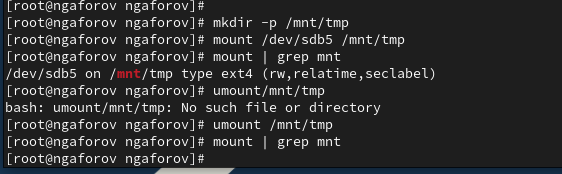 [root@ngaforov ngaforov]#
[root@ngaforov ngaforov]# mkdir -p /mnt/tmp
[root@ngaforov ngaforov]# mount /dev/sdb5 /mnt/tmp
[root@ngaforov ngaforov]# mount | grep mnt
/dev/sdb5 on /mnt/tmp type ext4 (rw,relatime,seclabel)
[root@ngaforov ngaforov]# umount/mnt/tmp
bash: umount/mnt/tmp: No such file or directory
[root@ngaforov ngaforov]# umount /mnt/tmp
[root@ngaforov ngaforov]# mount | grep mnt
[root@ngaforov ngaforov]#